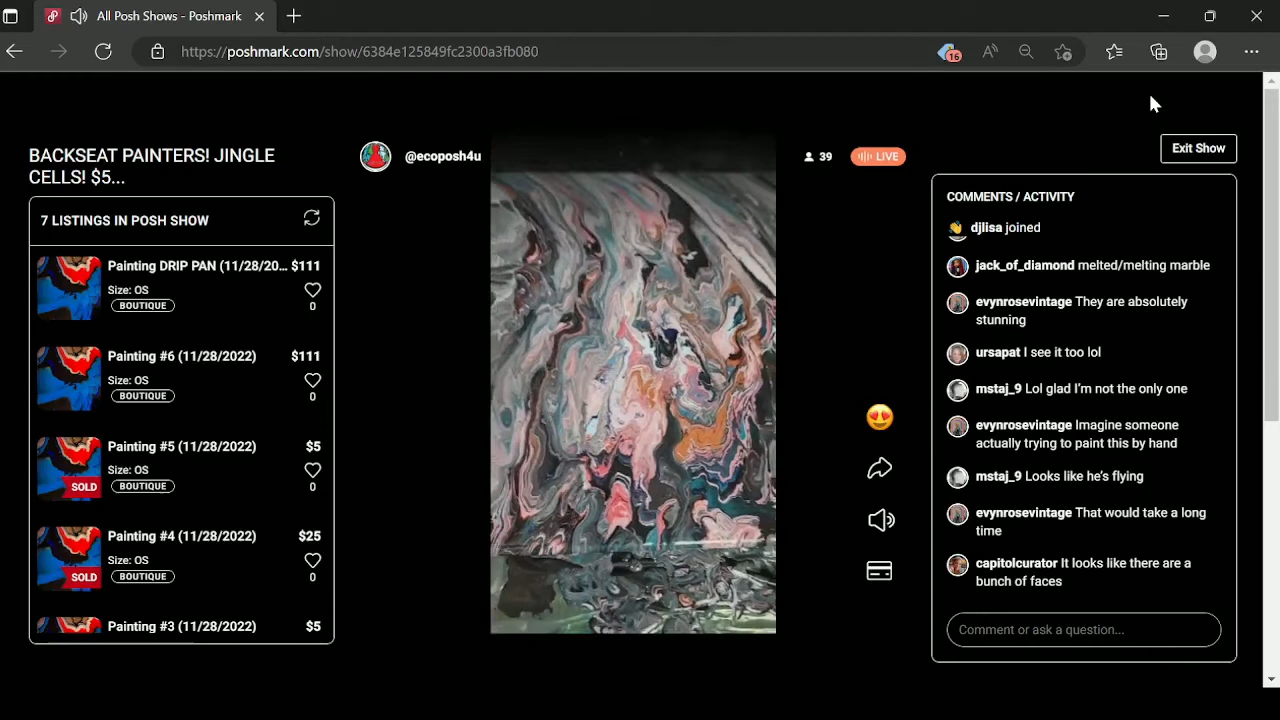 All Posh Shows - Poshmark
https://poshmark.com/show/6384e125849fc2300a3fb080
16
BACKSEAT PAINTERS! JINGLE
CELLS! $5...
@ecoposh4u
39
LIVE
Exit Show
7 LISTINGS IN POSH SHOW
Painting DRIP PAN (11/28/20... $111
Size: OS
BOUTIQUE
0
Painting #6 (11/28/2022) $111
Size: OS
BOUTIQUE
0
Painting #5 (11/28/2022) $5
Size: OS
SOLD
BOUTIQUE
0
Painting #4 (11/28/2022) $25
Size: OS
SOLD
BOUTIQUE
0
Painting #3 (11/28/2022) $5
COMMENTS / ACTIVITY
djlisa joined
jack_of_diamond melted/melting marble
evynrosevintage They are absolutely
stunning
ursapat I see it too lol
mstaj_9 Lol glad I'm not the only one
evynrosevintage Imagine someone
actually trying to paint this by hand
mstaj_9 Looks like he's flying
evynrosevintage That would take a long
time
capitolcurator It looks like there are a
bunch of faces
Comment or ask a question...